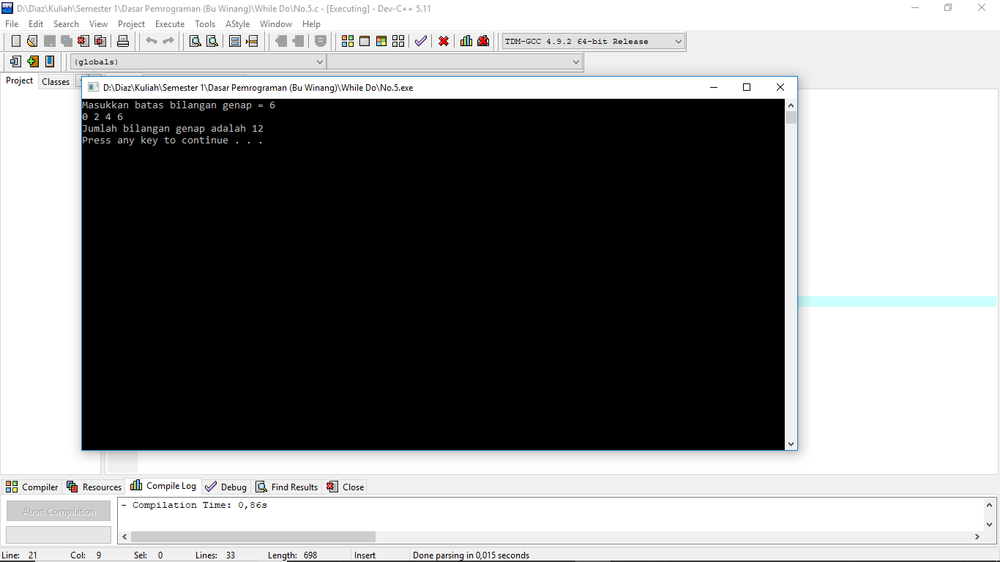 D:\Diaz\Kuliah\Semester 1\Dasar Pemrograman (Bu Winang)\While Do\No.5.c - [Executing] - Dev-C++ 5.11
File Edit Search View Project Execute Tools AStyle Window Help
TDM-GCC 4.9.2 64-bit Release
(globals)
Project Classes
D:\Diaz\Kuliah\Semester 1\Dasar Pemrograman (Bu Winang)\While Do\No.5.exe
Masukkan batas bilangan genap = 6
0 2 4 6
Jumlah bilangan genap adalah 12
Press any key to continue . . .
Compiler Resources Compile Log Debug Find Results Close
Abort Compilation
- Compilation Time: 0,86s
Line: 21 Col: 9 Sel: 0 Lines: 33 Length: 698 Insert Done parsing in 0,015 seconds